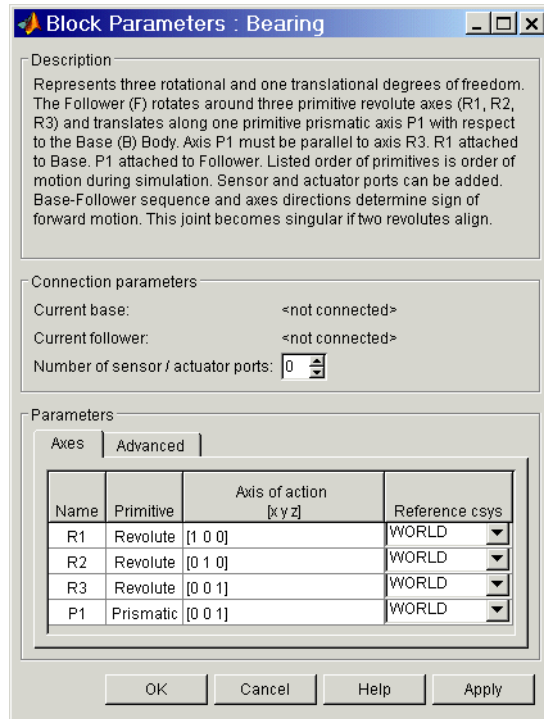 Block Parameters : Bearing
Description
Represents three rotational and one translational degrees of freedom.
The Follower (F) rotates around three primitive revolute axes (R1, R2,
R3) and translates along one primitive prismatic axis P1 with respect
to the Base (B) Body. Axis P1 must be parallel to axis R3. R1 attached
to Base. P1 attached to Follower. Listed order of primitives is order of
motion during simulation. Sensor and actuator ports can be added.
Base-Follower sequence and axes directions determine sign of
forward motion. This joint becomes singular if two revolutes align.
Connection parameters
Current base: <not connected>
Current follower: <not connected>
Number of sensor / actuator ports: 0
Parameters
Axes Advanced
Name Primitive Axis of action [x y z] Reference csys
R1 Revolute [1 0 0] WORLD
R2 Revolute [0 1 0] WORLD
R3 Revolute [0 0 1] WORLD
P1 Prismatic [0 0 1] WORLD
OK Cancel Help Apply